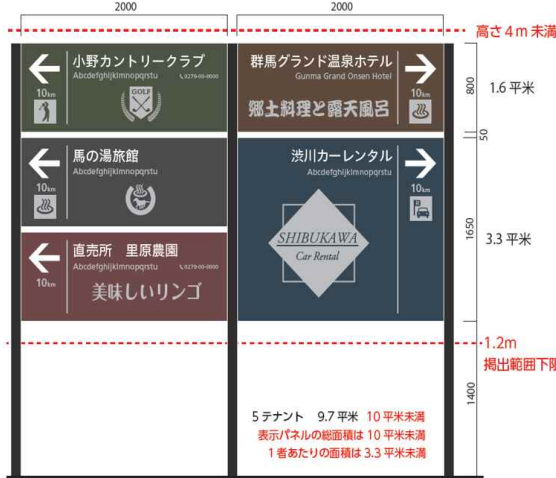 2000
2000
高さ4m未満
小野カントリークラブ
Abcdefghijklmnopqrstu
0279-00-0000
10km
GOLF
群馬グランド温泉ホテル
Gunma Grand Onsen Hotel
郷土料理と露天風呂
10km
800
1.6 平米
50
馬の湯旅館
Abcdefghijklmnopqrstu
10km
渋川カーレンタル
Abcdefghijklmnopqrstu
10km
P
SHIBUKAWA
Car Rental
1650
3.3 平米
直売所 里原農園
Abcdefghijklmnopqrstu
0279-00-0000
10km
美味しいリンゴ
1.2m
掲出範囲下限
1400
5テナント 9.7平米 10平米未満
表示パネルの総面積は10平米未満
1者あたりの面積は3.3平米未満